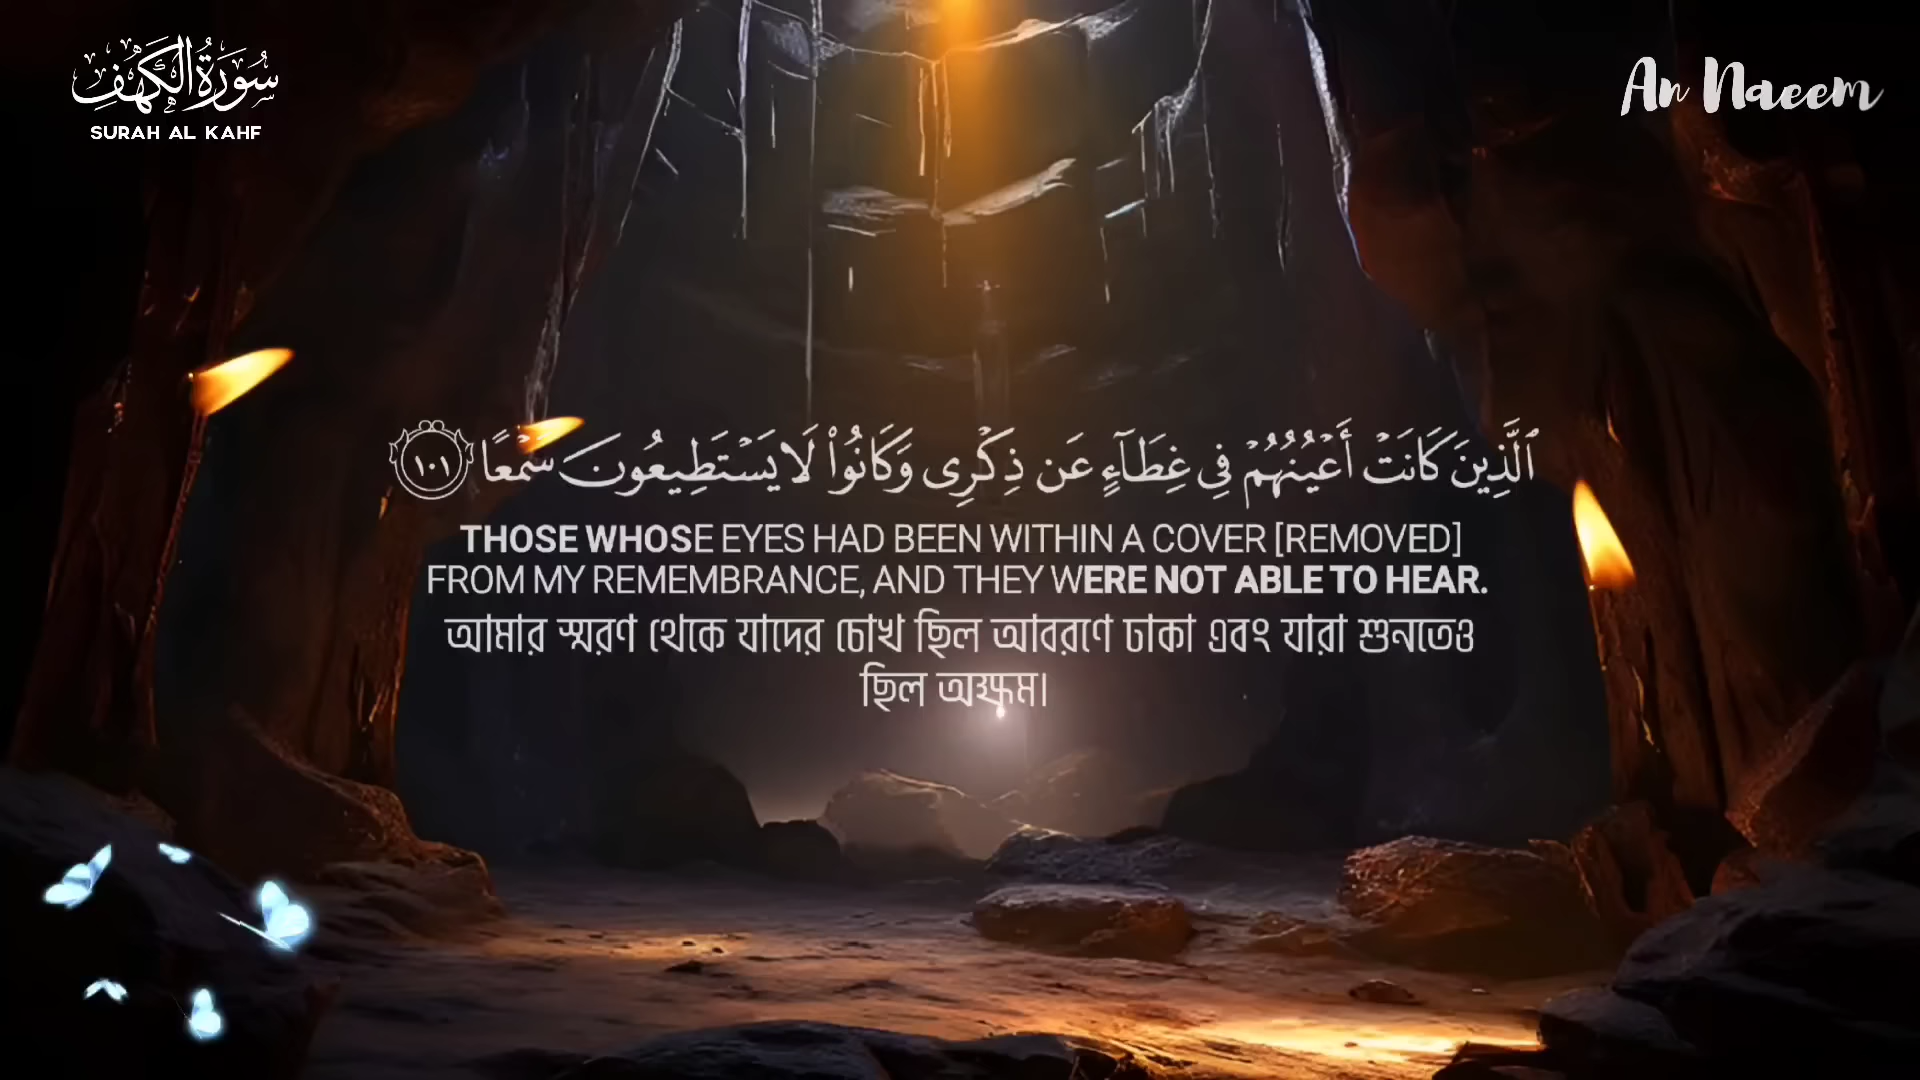 سُورَةُ الكَهْفِ
SURAH AL KAHF
An Naeem
ٱلَّذِينَ كَانَتْ أَعْيُنُهُمْ فِى غِطَآءٍ عَن ذِكْرِى وَكَانُوا۟ لَا يَسْتَطِيعُونَ سَمْعًا ١٠١
THOSE WHOSE EYES HAD BEEN WITHIN A COVER [REMOVED]
FROM MY REMEMBRANCE, AND THEY WERE NOT ABLE TO HEAR.
আমার স্মরণ থেকে যাদের চোখ ছিল আবরণে ঢাকা এবং যারা শুনতেও
ছিল অক্ষম।